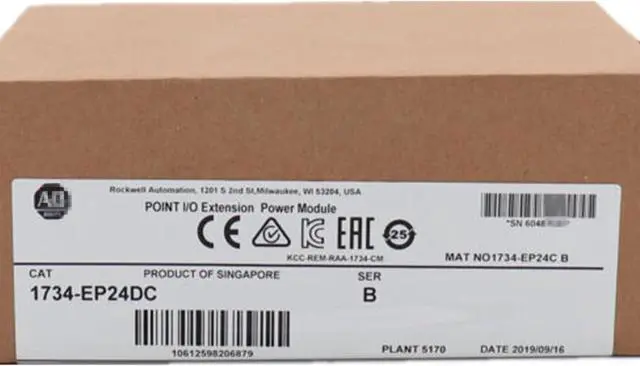 Rockwell Automation, 1201 S 2nd St,Milwaukee, WI 53204, USA
POINT I/O Extension Power Module
CE EAC 25
KCC-REM-RAA-1734-CM
*SN 6048
MAT NO1734-EP24C B
CAT PRODUCT OF SINGAPORE SER
1734-EP24DC B
10612598206879
PLANT 5170 DATE 2019/09/16